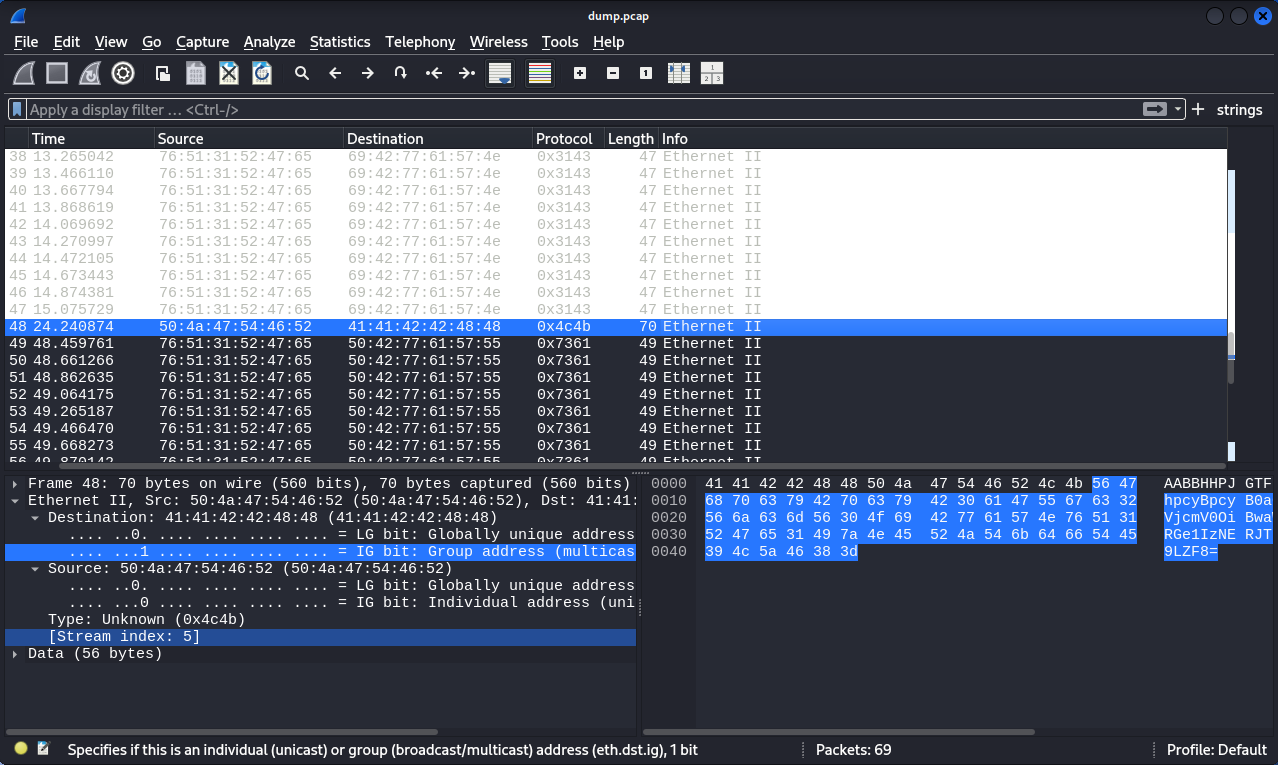 dump.pcap
File Edit View Go Capture Analyze Statistics Telephony Wireless Tools Help
Apply a display filter ... <Ctrl-/> + strings
Time Source Destination Protocol Length Info
38 13.265042 76:51:31:52:47:65 69:42:77:61:57:4e 0x3143 47 Ethernet II
39 13.466110 76:51:31:52:47:65 69:42:77:61:57:4e 0x3143 47 Ethernet II
40 13.667794 76:51:31:52:47:65 69:42:77:61:57:4e 0x3143 47 Ethernet II
41 13.868619 76:51:31:52:47:65 69:42:77:61:57:4e 0x3143 47 Ethernet II
42 14.069692 76:51:31:52:47:65 69:42:77:61:57:4e 0x3143 47 Ethernet II
43 14.270997 76:51:31:52:47:65 69:42:77:61:57:4e 0x3143 47 Ethernet II
44 14.472105 76:51:31:52:47:65 69:42:77:61:57:4e 0x3143 47 Ethernet II
45 14.673443 76:51:31:52:47:65 69:42:77:61:57:4e 0x3143 47 Ethernet II
46 14.874381 76:51:31:52:47:65 69:42:77:61:57:4e 0x3143 47 Ethernet II
47 15.075729 76:51:31:52:47:65 69:42:77:61:57:4e 0x3143 47 Ethernet II
48 24.240874 50:4a:47:54:46:52 41:41:42:42:48:48 0x4c4b 70 Ethernet II
49 48.459761 76:51:31:52:47:65 50:42:77:61:57:55 0x7361 49 Ethernet II
50 48.661266 76:51:31:52:47:65 50:42:77:61:57:55 0x7361 49 Ethernet II
51 48.862635 76:51:31:52:47:65 50:42:77:61:57:55 0x7361 49 Ethernet II
52 49.064175 76:51:31:52:47:65 50:42:77:61:57:55 0x7361 49 Ethernet II
53 49.265187 76:51:31:52:47:65 50:42:77:61:57:55 0x7361 49 Ethernet II
54 49.466470 76:51:31:52:47:65 50:42:77:61:57:55 0x7361 49 Ethernet II
55 49.668273 76:51:31:52:47:65 50:42:77:61:57:55 0x7361 49 Ethernet II
56 49.870142 76:51:31:52:47:65 50:42:77:61:57:55 0x7361 49 Ethernet II
Frame 48: 70 bytes on wire (560 bits), 70 bytes captured (560 bits)
Ethernet II, Src: 50:4a:47:54:46:52 (50:4a:47:54:46:52), Dst: 41:41:
Destination: 41:41:42:42:48:48 (41:41:42:42:48:48)
.... ..0. .... .... .... .... = LG bit: Globally unique address
.... ...1 .... .... .... .... = IG bit: Group address (multicas
Source: 50:4a:47:54:46:52 (50:4a:47:54:46:52)
.... ..0. .... .... .... .... = LG bit: Globally unique address
.... ...0 .... .... .... .... = IG bit: Individual address (uni
Type: Unknown (0x4c4b)
[Stream index: 5]
Data (56 bytes)
0000 41 41 42 42 48 48 50 4a 47 54 46 52 4c 4b 56 47 AABBHHPJ GTF
0010 68 70 63 79 42 70 63 79 42 30 61 47 55 67 63 32 hpcyBpcy B0a
0020 56 6a 63 6d 56 30 4f 69 42 77 61 57 4e 76 51 31 VjcmV0Oi Bwa
0030 52 47 65 31 49 7a 4e 45 52 4a 54 6b 64 66 54 45 RGe1IzNE RJT
0040 39 4c 5a 46 38 3d 9LZF8=
Specifies if this is an individual (unicast) or group (broadcast/multicast) address (eth.dst.ig), 1 bit Packets: 69 Profile: Default